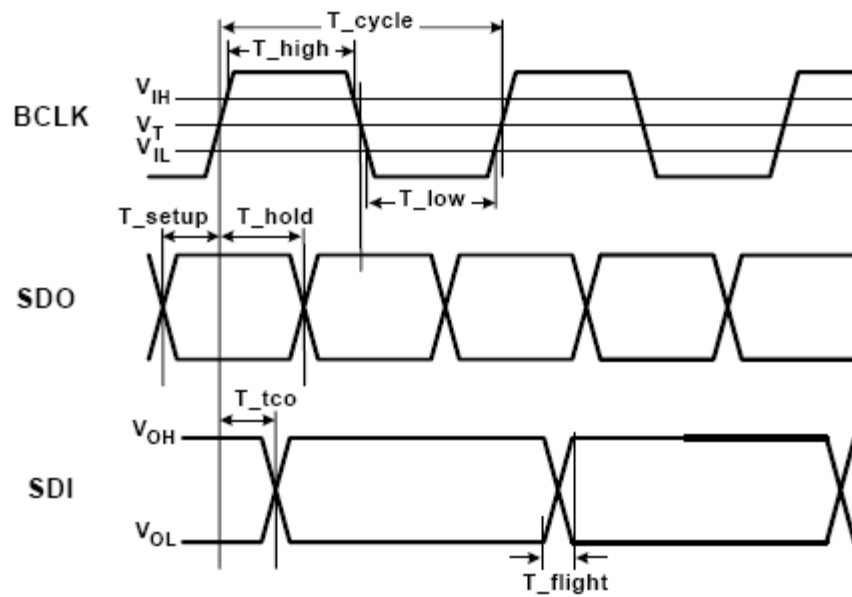 T_cycle
T_high
BCLK
VIH
VT
VIL
T_low
T_setup
T_hold
SDO
T_tco
VOH
SDI
VOL
T_flight